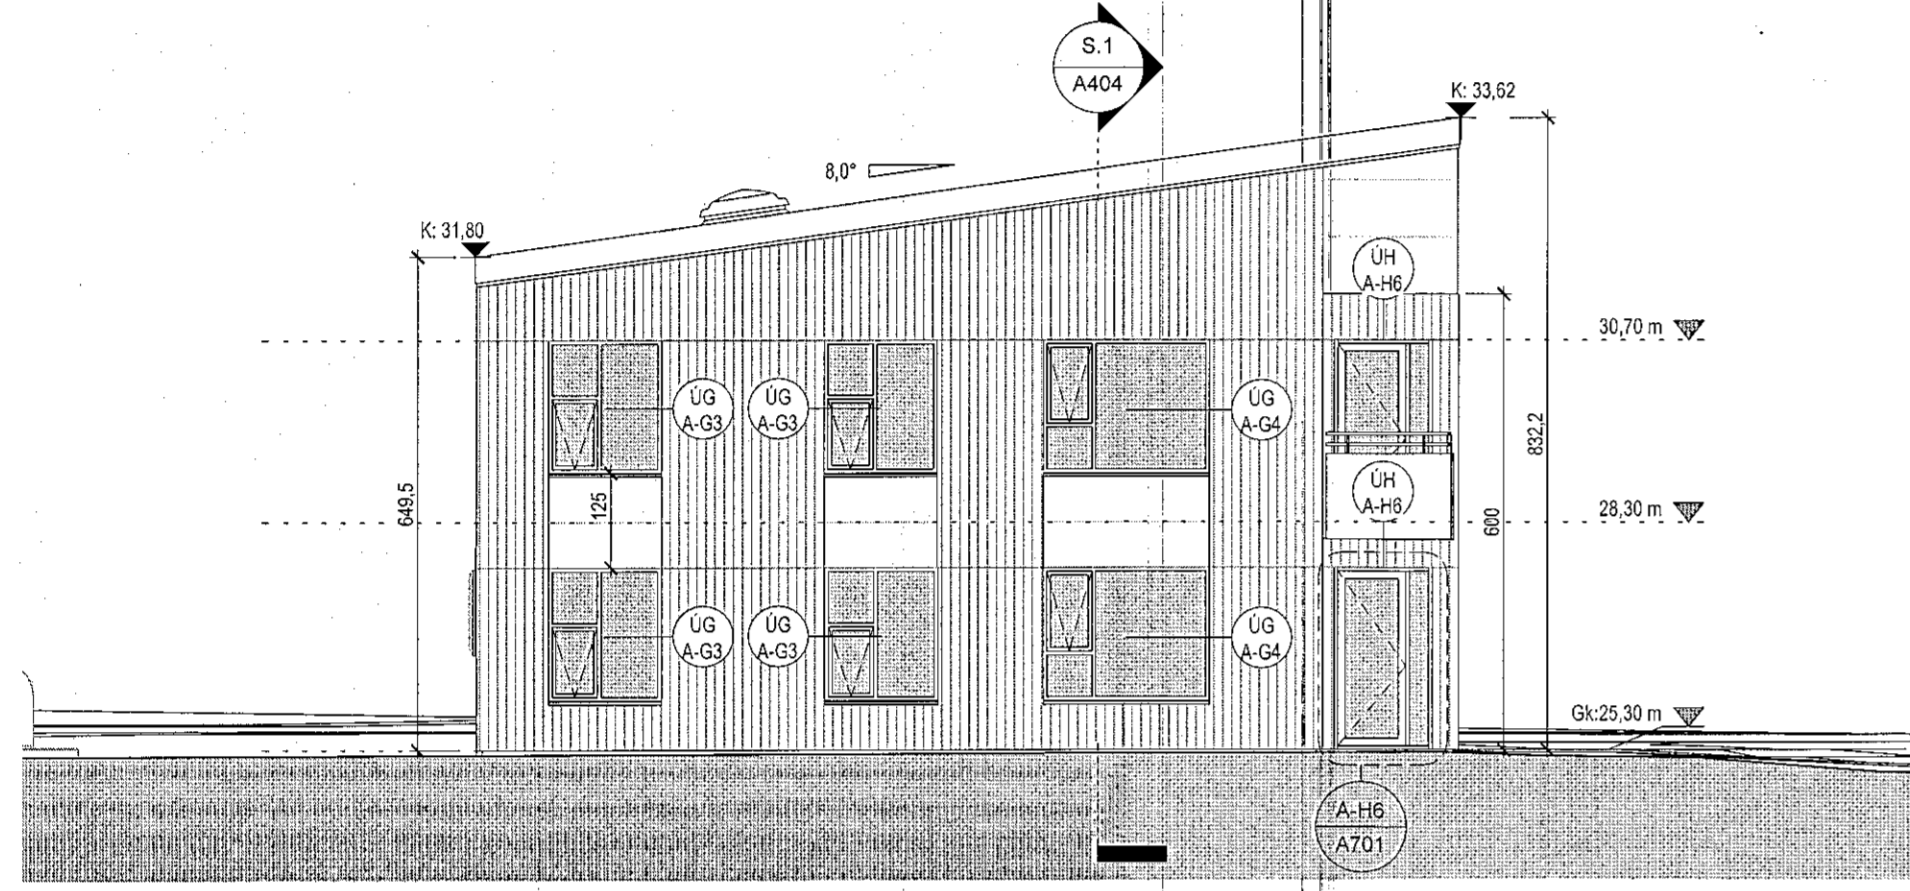 S.1
A404
K: 33,62
8,0°
K: 31,80
ÚH
A-H6
30,70 m
ÚG
A-G3
ÚG
A-G3
ÚG
A-G4
832,2
649,5
125
ÚH
A-H6
600
28,30 m
ÚG
A-G3
ÚG
A-G3
ÚG
A-G4
Gk:25,30 m
A-H6
A701